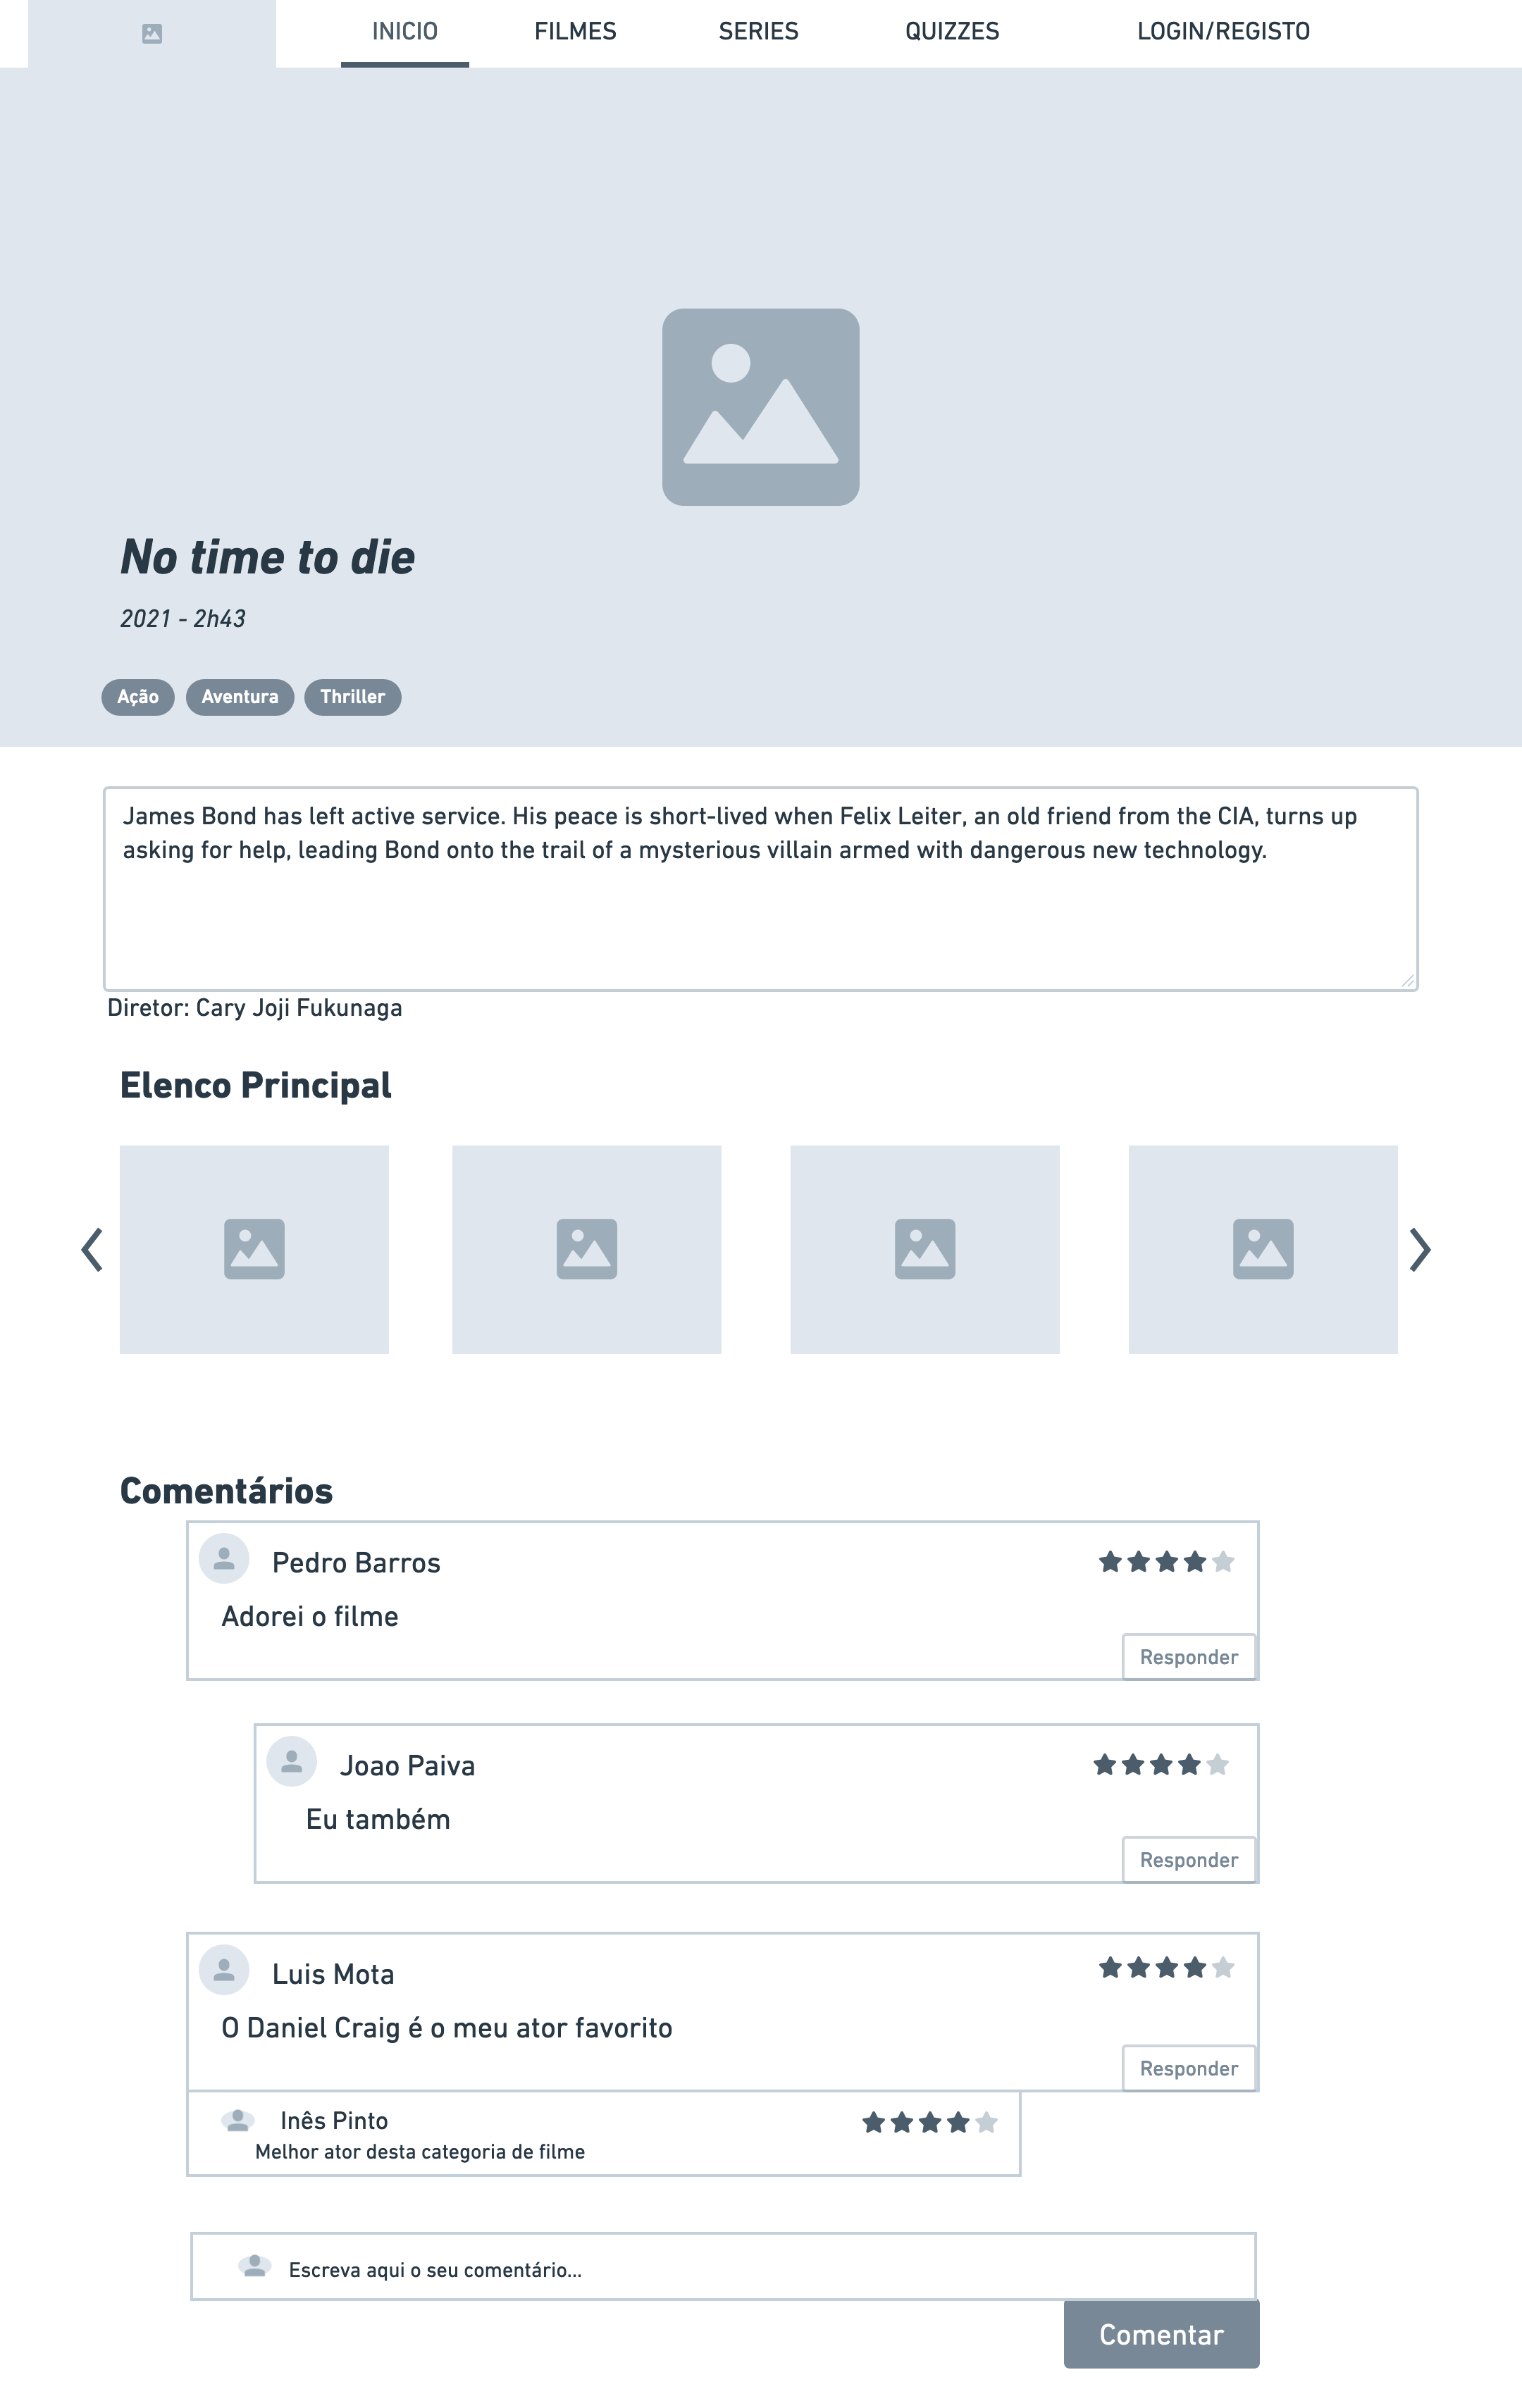 INICIO FILMES SERIES QUIZZES LOGIN/REGISTO
No time to die
2021 - 2h43
Ação Aventura Thriller
James Bond has left active service. His peace is short-lived when Felix Leiter, an old friend from the CIA, turns up
asking for help, leading Bond onto the trail of a mysterious villain armed with dangerous new technology.
Diretor: Cary Joji Fukunaga
Elenco Principal
Comentários
Pedro Barros
Adorei o filme
Responder
Joao Paiva
Eu também
Responder
Luis Mota
O Daniel Craig é o meu ator favorito
Responder
Inês Pinto
Melhor ator desta categoria de filme
Escreva aqui o seu comentário...
Comentar